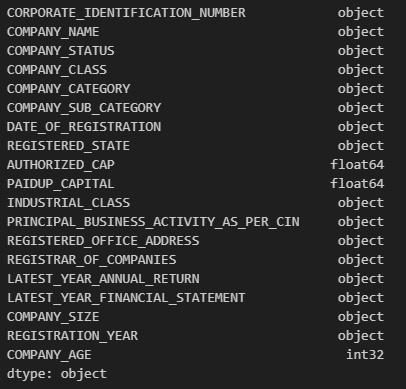 CORPORATE_IDENTIFICATION_NUMBER object
COMPANY_NAME object
COMPANY_STATUS object
COMPANY_CLASS object
COMPANY_CATEGORY object
COMPANY_SUB_CATEGORY object
DATE_OF_REGISTRATION object
REGISTERED_STATE object
AUTHORIZED_CAP float64
PAIDUP_CAPITAL float64
INDUSTRIAL_CLASS object
PRINCIPAL_BUSINESS_ACTIVITY_AS_PER_CIN object
REGISTERED_OFFICE_ADDRESS object
REGISTRAR_OF_COMPANIES object
LATEST_YEAR_ANNUAL_RETURN object
LATEST_YEAR_FINANCIAL_STATEMENT object
COMPANY_SIZE object
REGISTRATION_YEAR object
COMPANY_AGE int32
dtype: object